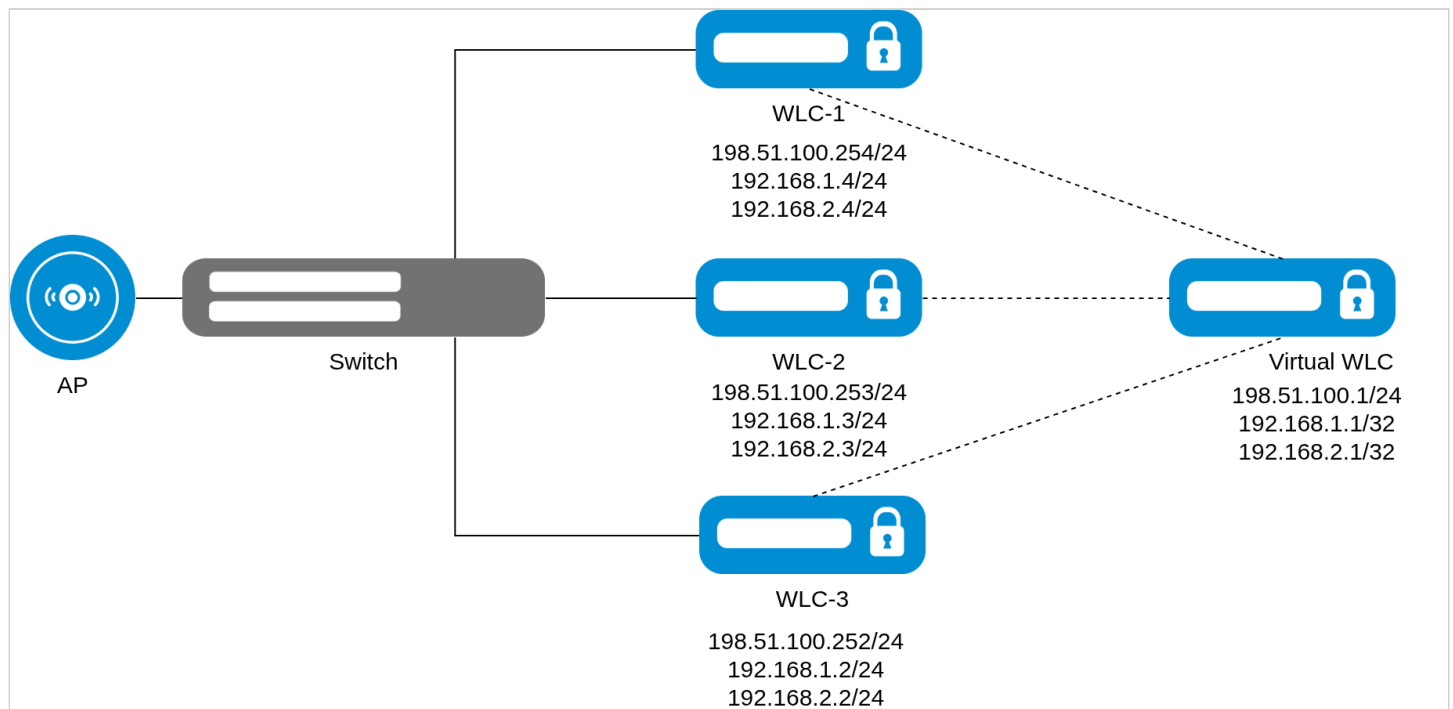 WLC-1
198.51.100.254/24
192.168.1.4/24
192.168.2.4/24
AP
Switch
WLC-2
198.51.100.253/24
192.168.1.3/24
192.168.2.3/24
Virtual WLC
198.51.100.1/24
192.168.1.1/32
192.168.2.1/32
WLC-3
198.51.100.252/24
192.168.1.2/24
192.168.2.2/24